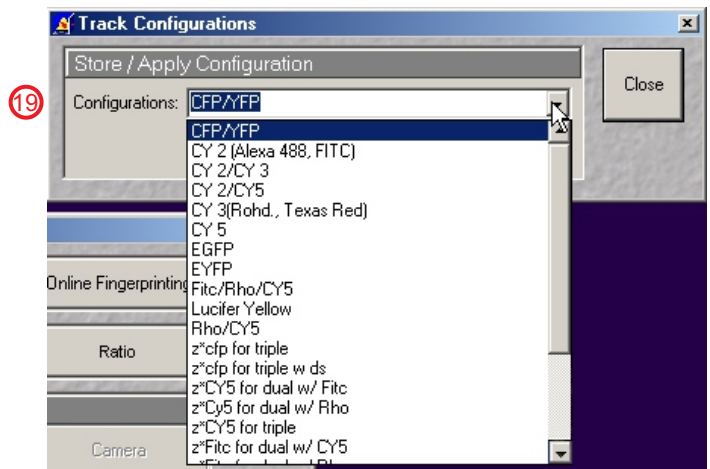 Track Configurations
Store / Apply Configuration
Close
19
Configurations: CFP/YFP
CFP/YFP
CY 2 (Alexa 488, FITC)
CY 2/CY 3
CY 2/CY5
CY 3(Rohd., Texas Red)
CY 5
EGFP
EYFP
Online Fingerprinting
Fitc/Rho/CY5
Lucifer Yellow
Rho/CY5
Ratio
z*cfp for triple
z*cfp for triple w ds
z*CY5 for dual w/ Fitc
z*Cy5 for dual w/ Rho
z*CY5 for triple
Camera
z*Fitc for dual w/ CY5